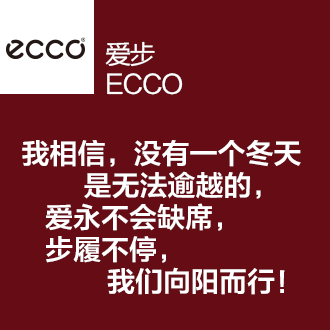 ecco®
爱步
ECCO
我相信，没有一个冬天
是无法逾越的，
爱永不会缺席，
步履不停，
我们向阳而行！